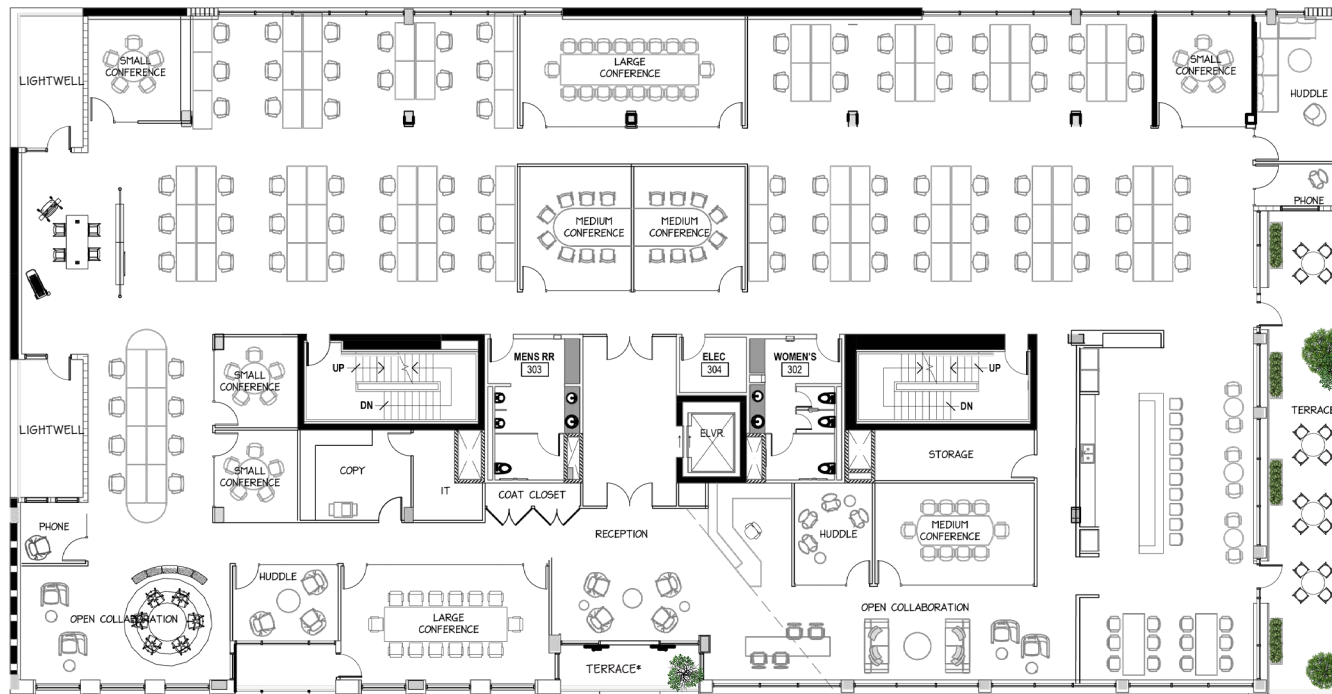 LIGHTWELL
SMALL
CONFERENCE
LARGE
CONFERENCE
SMALL
CONFERENCE
HUDDLE
PHONE
MEDIUM
CONFERENCE
MEDIUM
CONFERENCE
UP
DN
MENS RR
303
ELEC
304
WOMEN'S
302
UP
DN
SMALL
CONFERENCE
TERRACE
LIGHTWELL
ELVR.
SMALL
CONFERENCE
COPY
IT
STORAGE
COAT CLOSET
PHONE
RECEPTION
HUDDLE
MEDIUM
CONFERENCE
HUDDLE
OPEN COLLABORATION
LARGE
CONFERENCE
OPEN COLLABORATION
TERRACE*